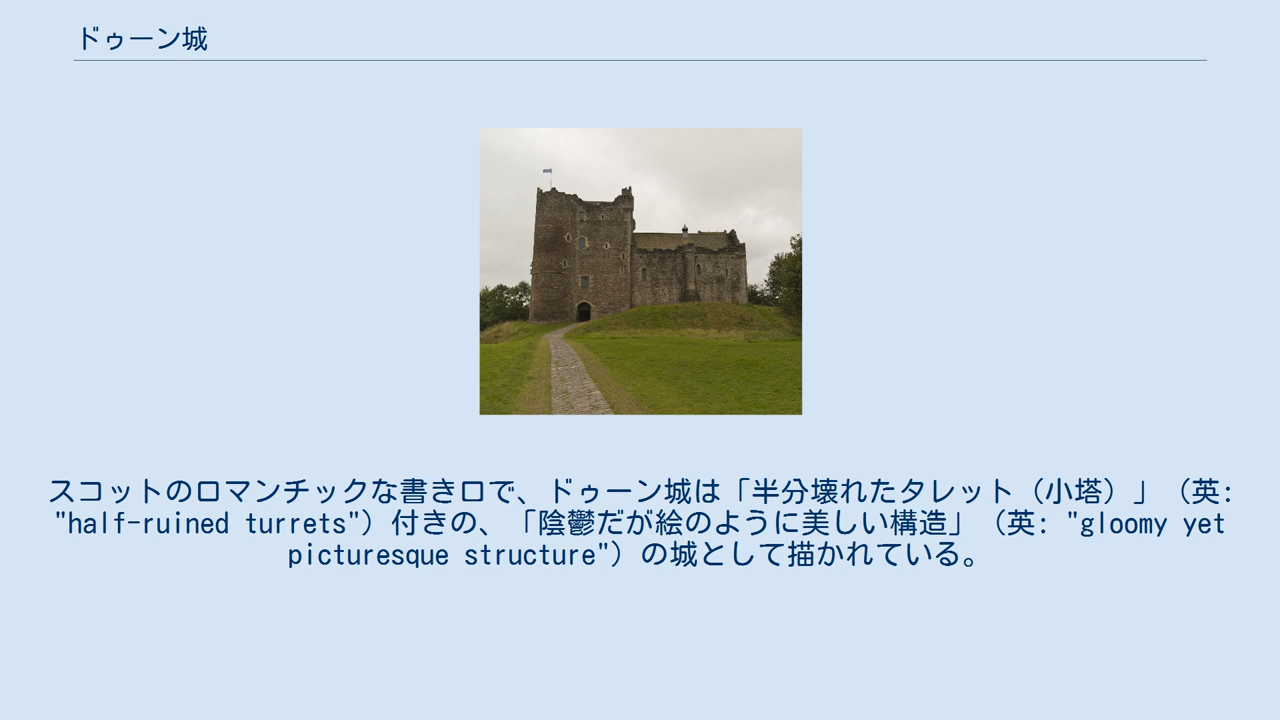 ドゥーン城
スコットのロマンチックな書き口で、ドゥーン城は「半分壊れたタレット（小塔）」（英:
"half-ruined turrets"）付きの、「陰鬱だが絵のように美しい構造」（英: "gloomy yet
picturesque structure"）の城として描かれている。